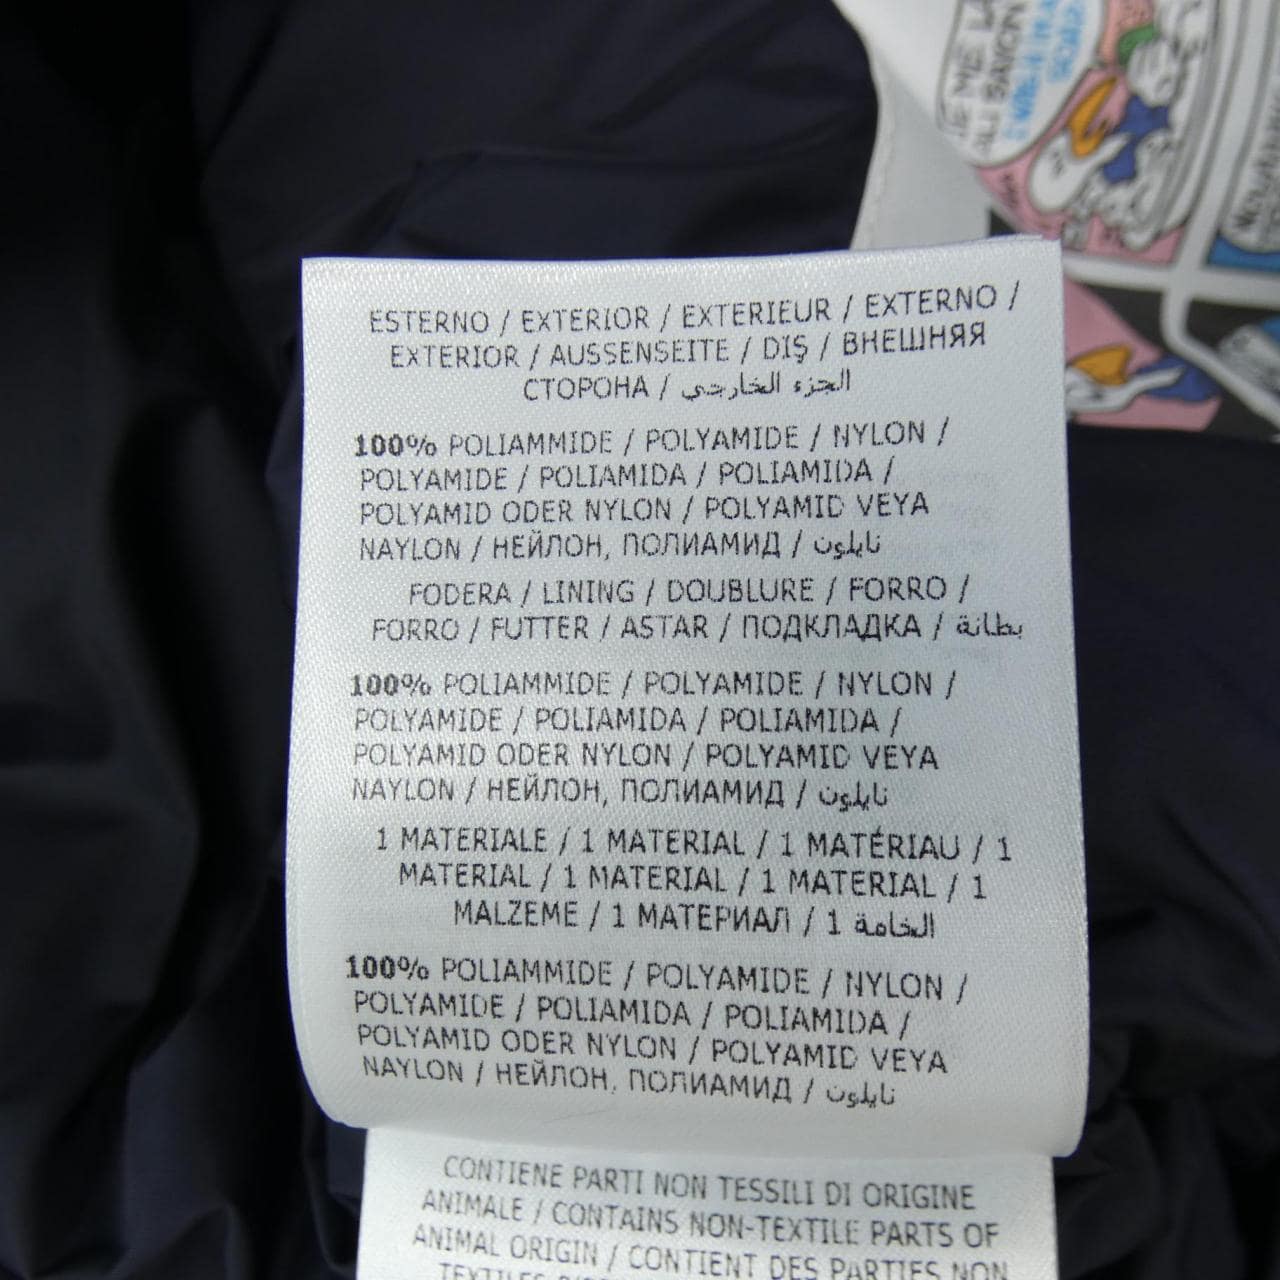 ESTERNO / EXTERIOR / EXTERIEUR / EXTERNO /
EXTERIOR / AUSSENSEITE / DIŞ / ВНЕШНЯЯ
СТОРОНА / الجزء الخارجي
100% POLIAMMIDE / POLYAMIDE / NYLON /
POLYAMIDE / POLIAMIDA / POLIAMIDA /
POLYAMID ODER NYLON / POLYAMID VEYA
NAYLON / НЕЙЛОН, ПОЛИАМИД / نايلون
FODERA / LINING / DOUBLURE / FORRO /
FORRO / FUTTER / ASTAR / ПОДКЛАДКА / بطانة
100% POLIAMMIDE / POLYAMIDE / NYLON /
POLYAMIDE / POLIAMIDA / POLIAMIDA /
POLYAMID ODER NYLON / POLYAMID VEYA
NAYLON / НЕЙЛОН, ПОЛИАМИД / نايلون
1 MATERIALE / 1 MATERIAL / 1 MATÉRIAU / 1
MATERIAL / 1 MATERIAL / 1 MATERIAL / 1
MALZEME / 1 МАТЕРИАЛ / 1 الخامة
100% POLIAMMIDE / POLYAMIDE / NYLON /
POLYAMIDE / POLIAMIDA / POLIAMIDA /
POLYAMID ODER NYLON / POLYAMID VEYA
NAYLON / НЕЙЛОН, ПОЛИАМИД / نايلون
CONTIENE PARTI NON TESSILI DI ORIGINE
ANIMALE / CONTAINS NON-TEXTILE PARTS OF
ANIMAL ORIGIN / CONTIENT DES PARTIES NON